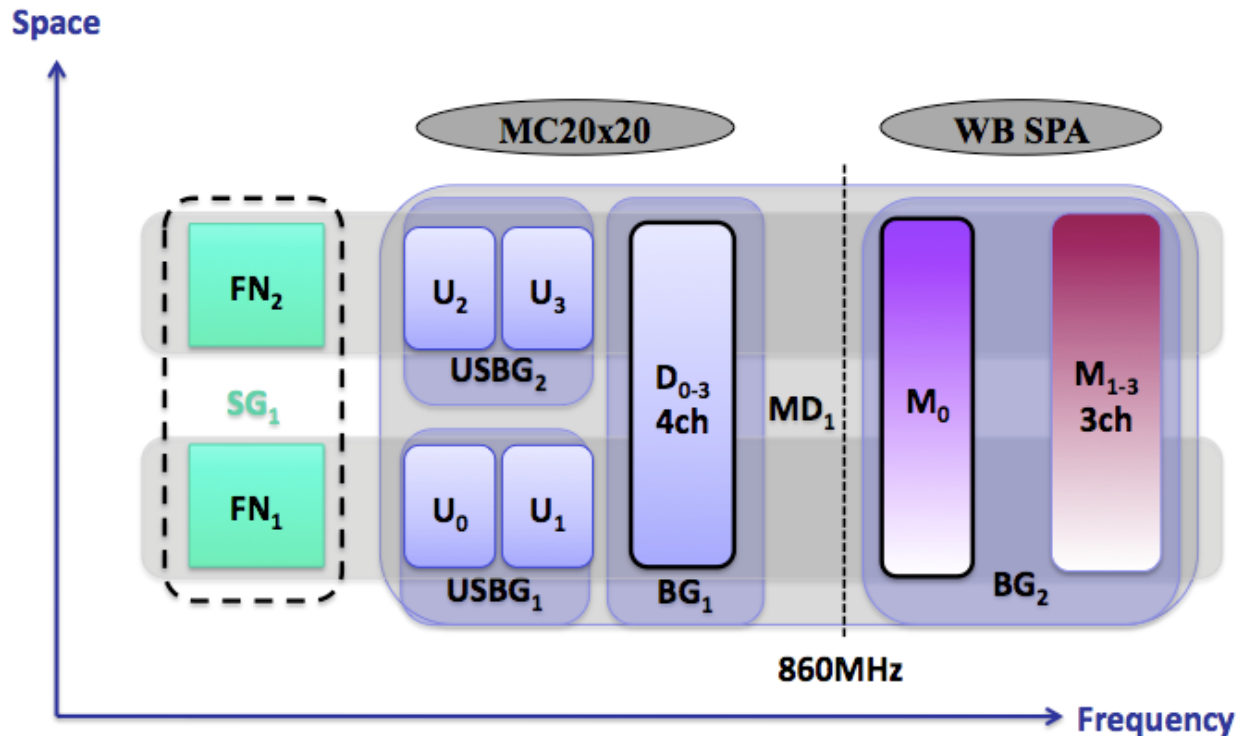 Space
MC20x20
WB SPA
FN₂
U₂
U₃
USBG₂
SG₁
D₀₋₃
4ch
MD₁
M₀
M₁₋₃
3ch
FN₁
U₀
U₁
USBG₁
BG₁
BG₂
860MHz
Frequency